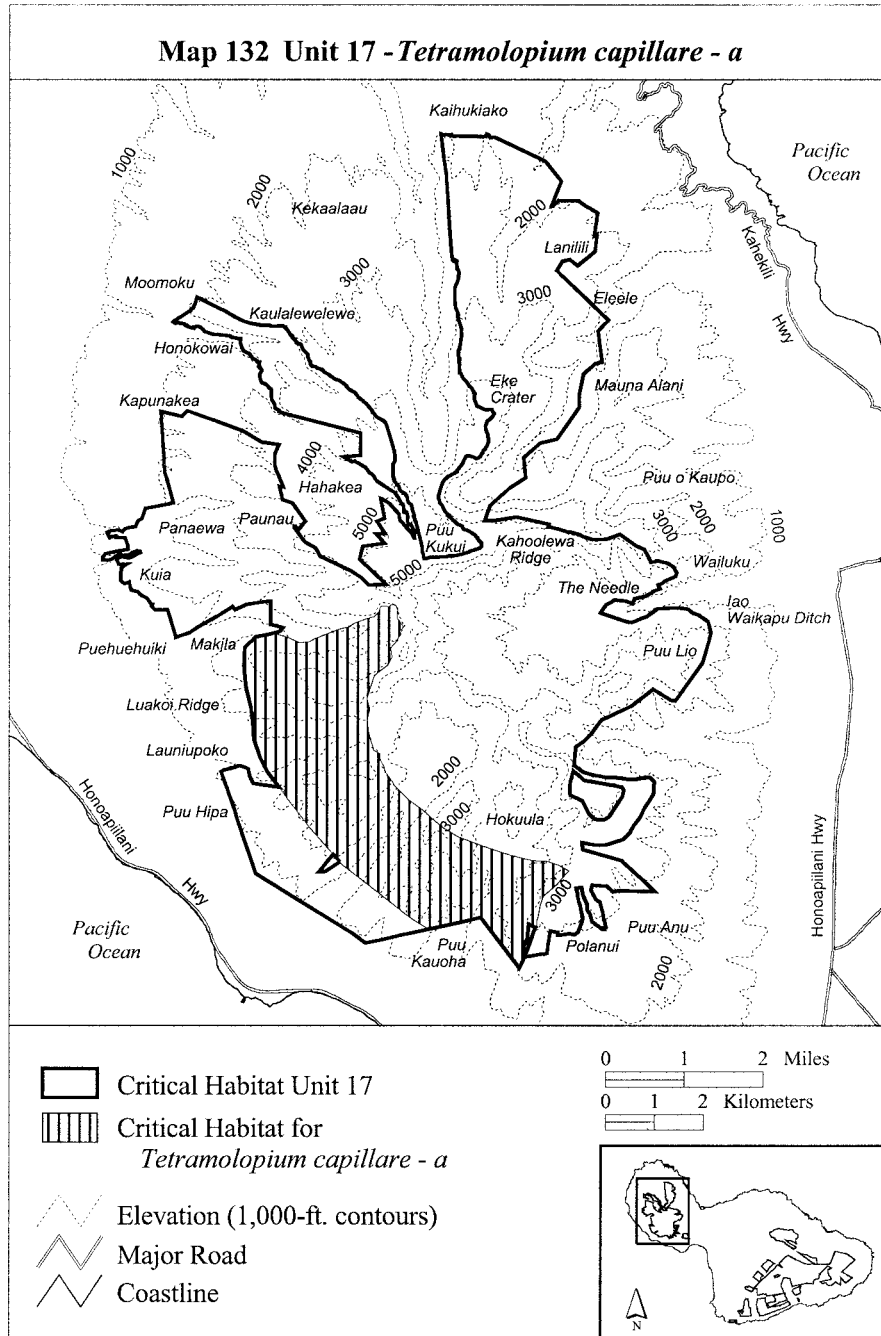 Map 132 Unit 17 - Tetramolopium capillare - a
Kaihukiako
Pacific
Ocean
1000
2000
Kekaalaau
2000
Lanilili
Kahekili
Hwy
3000
3000
Eleele
Moomoku
Kaulalewelewe
Honokowai
Eke
Crater
Mauna Alani
Kapunakea
4000
Hahakea
Puu o Kaupo
2000
3000
1000
Panaewa
Paunau
5000
Puu
Kukui
Kahoolewa
Ridge
Wailuku
Kuia
5000
The Needle
Iao
Waikapu Ditch
Puehuehuiki
Makila
Puu Lio
Luakoi Ridge
Launiupoko
2000
Honoapiilani
Hwy
Puu Hipa
3000
Hokuula
Honoapiilani Hwy
3000
Pacific
Ocean
Puu
Kauoha
Polanui
Puu Anu
2000
Critical Habitat Unit 17
Critical Habitat for
Tetramolopium capillare - a
Elevation (1,000-ft. contours)
Major Road
Coastline
0 1 2 Miles
0 1 2 Kilometers
N